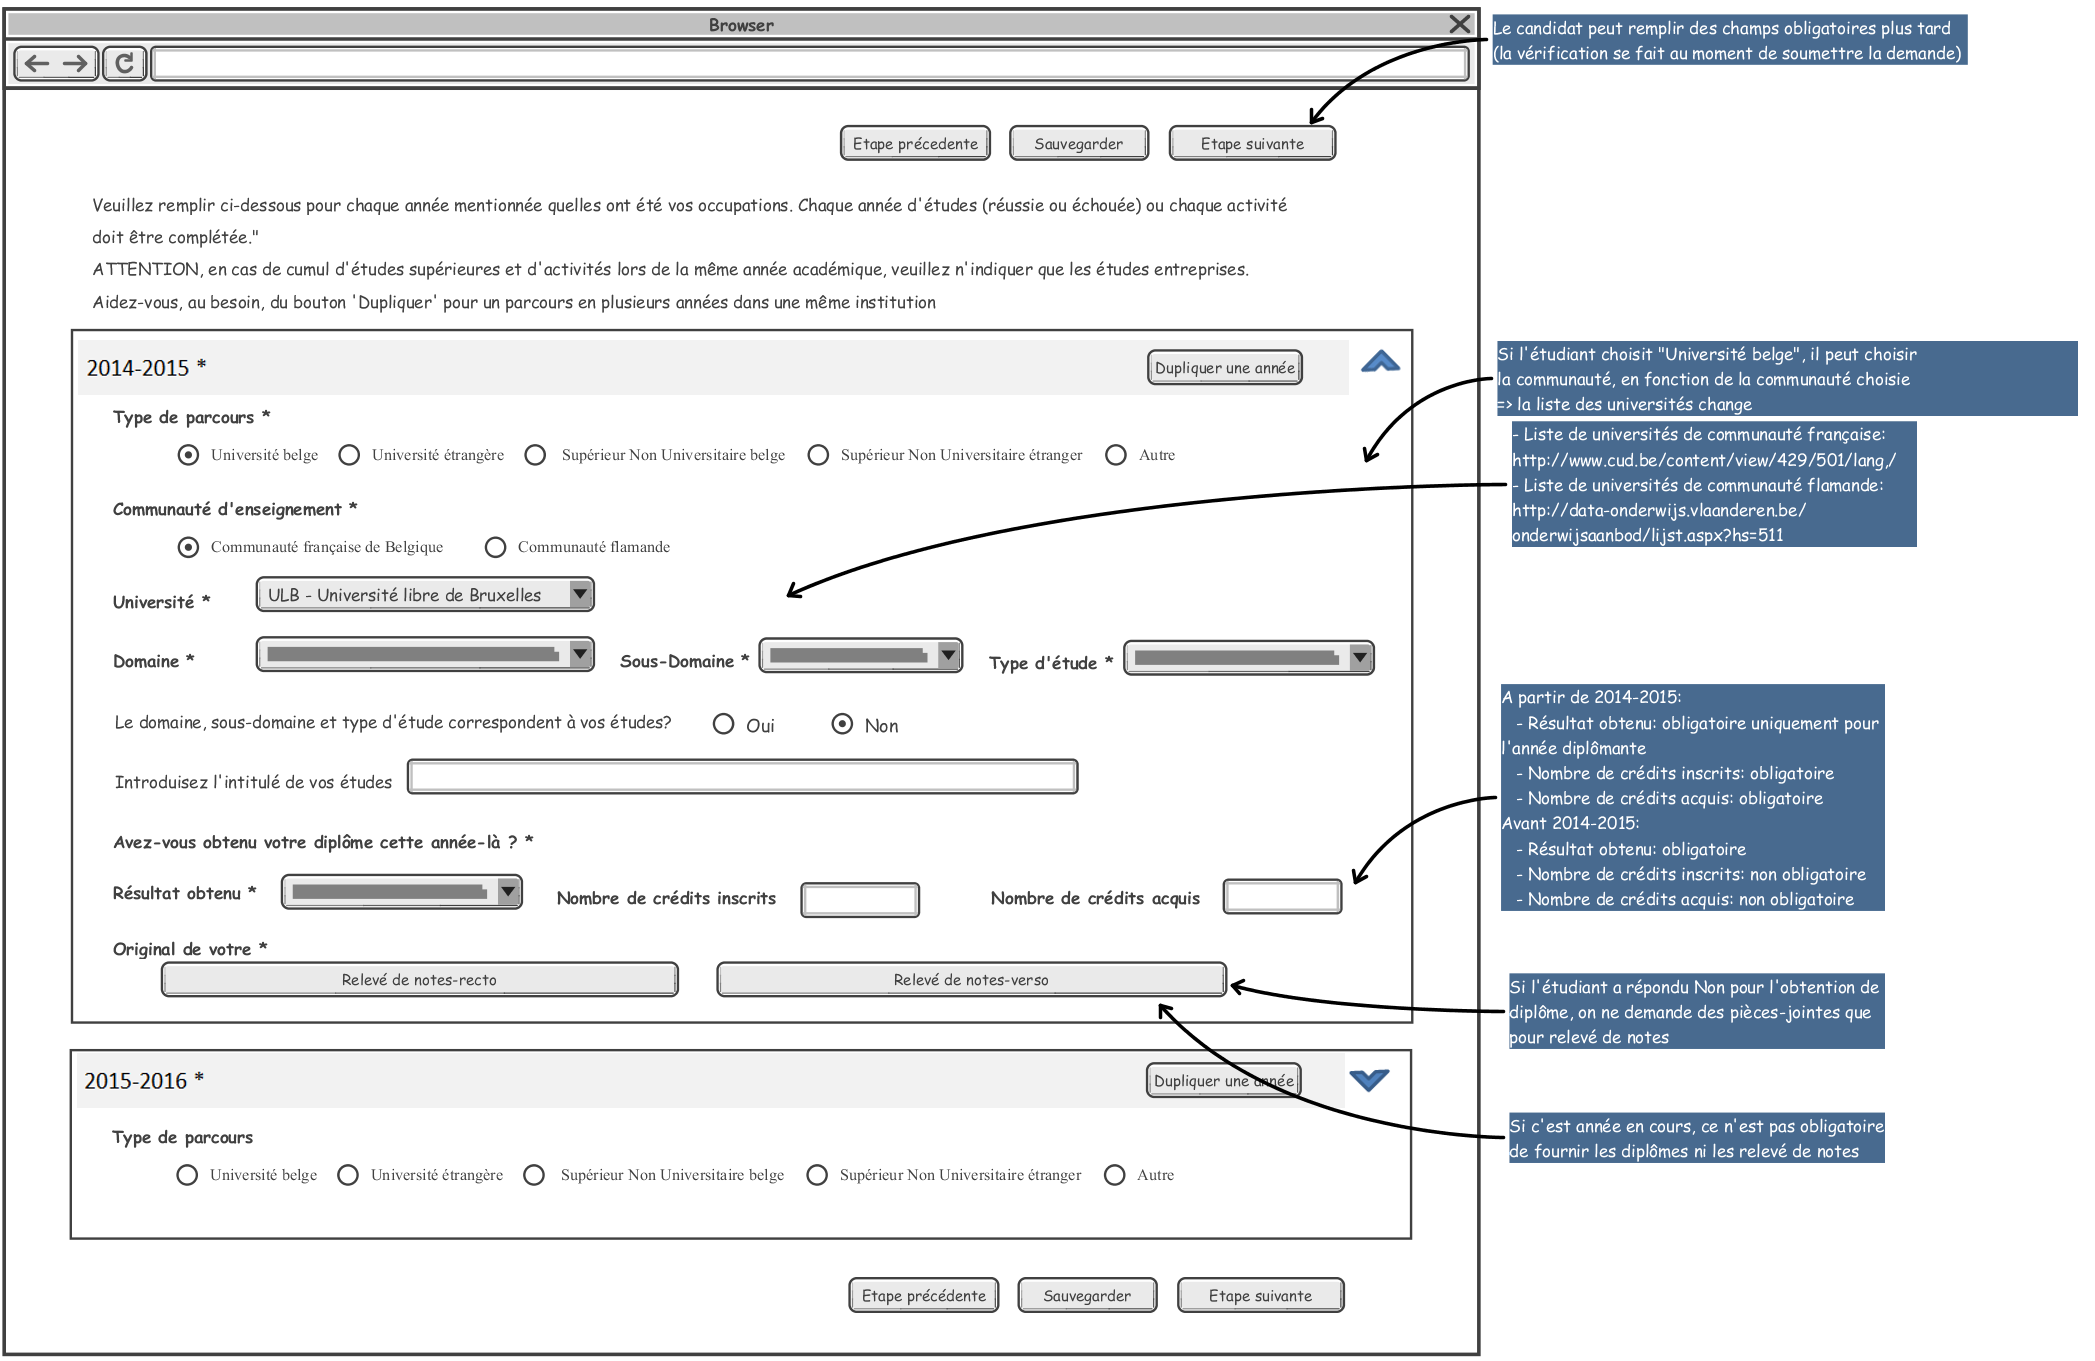 Browser
Le candidat peut remplir des champs obligatoires plus tard
(la vérification se fait au moment de soumettre la demande)
Etape précedente
Sauvegarder
Etape suivante
Veuillez remplir ci-dessous pour chaque année mentionnée quelles ont été vos occupations. Chaque année d'études (réussie ou échouée) ou chaque activité
doit être complétée."
ATTENTION, en cas de cumul d'études supérieures et d'activités lors de la même année académique, veuillez n'indiquer que les études entreprises.
Aidez-vous, au besoin, du bouton 'Dupliquer' pour un parcours en plusieurs années dans une même institution
2014-2015 *
Dupliquer une année
Si l'étudiant choisit "Université belge", il peut choisir
la communauté, en fonction de la communauté choisie
=> la liste des universités change
Type de parcours *
Université belge
Université étrangère
Supérieur Non Universitaire belge
Supérieur Non Universitaire étranger
Autre
- Liste de universités de communauté française:
http://www.cud.be/content/view/429/501/lang,/
- Liste de universités de communauté flamande:
http://data-onderwijs.vlaanderen.be/
onderwijsaanbod/lijst.aspx?hs=511
Communauté d'enseignement *
Communauté française de Belgique
Communauté flamande
Université *
ULB - Université libre de Bruxelles
Domaine *
Sous-Domaine *
Type d'étude *
Le domaine, sous-domaine et type d'étude correspondent à vos études?
Oui
Non
Introduisez l'intitulé de vos études
A partir de 2014-2015:
- Résultat obtenu: obligatoire uniquement pour
l'année diplômante
- Nombre de crédits inscrits: obligatoire
- Nombre de crédits acquis: obligatoire
Avant 2014-2015:
- Résultat obtenu: obligatoire
- Nombre de crédits inscrits: non obligatoire
- Nombre de crédits acquis: non obligatoire
Avez-vous obtenu votre diplôme cette année-là ? *
Résultat obtenu *
Nombre de crédits inscrits
Nombre de crédits acquis
Original de votre *
Relevé de notes-recto
Relevé de notes-verso
Si l'étudiant a répondu Non pour l'obtention de
diplôme, on ne demande des pièces-jointes que
pour relevé de notes
2015-2016 *
Dupliquer une année
Type de parcours
Université belge
Université étrangère
Supérieur Non Universitaire belge
Supérieur Non Universitaire étranger
Autre
Si c'est année en cours, ce n'est pas obligatoire
de fournir les diplômes ni les relevé de notes
Etape précédente
Sauvegarder
Etape suivante